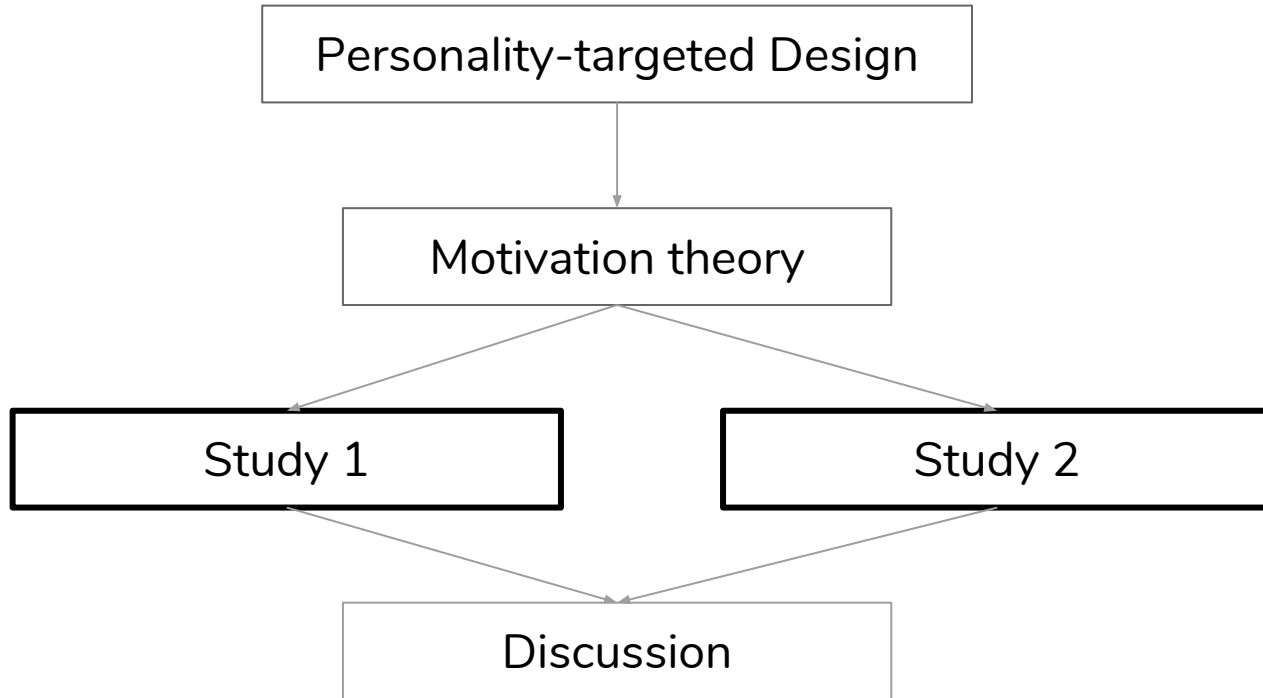 Personality-targeted Design
Motivation theory
Study 1
Study 2
Discussion